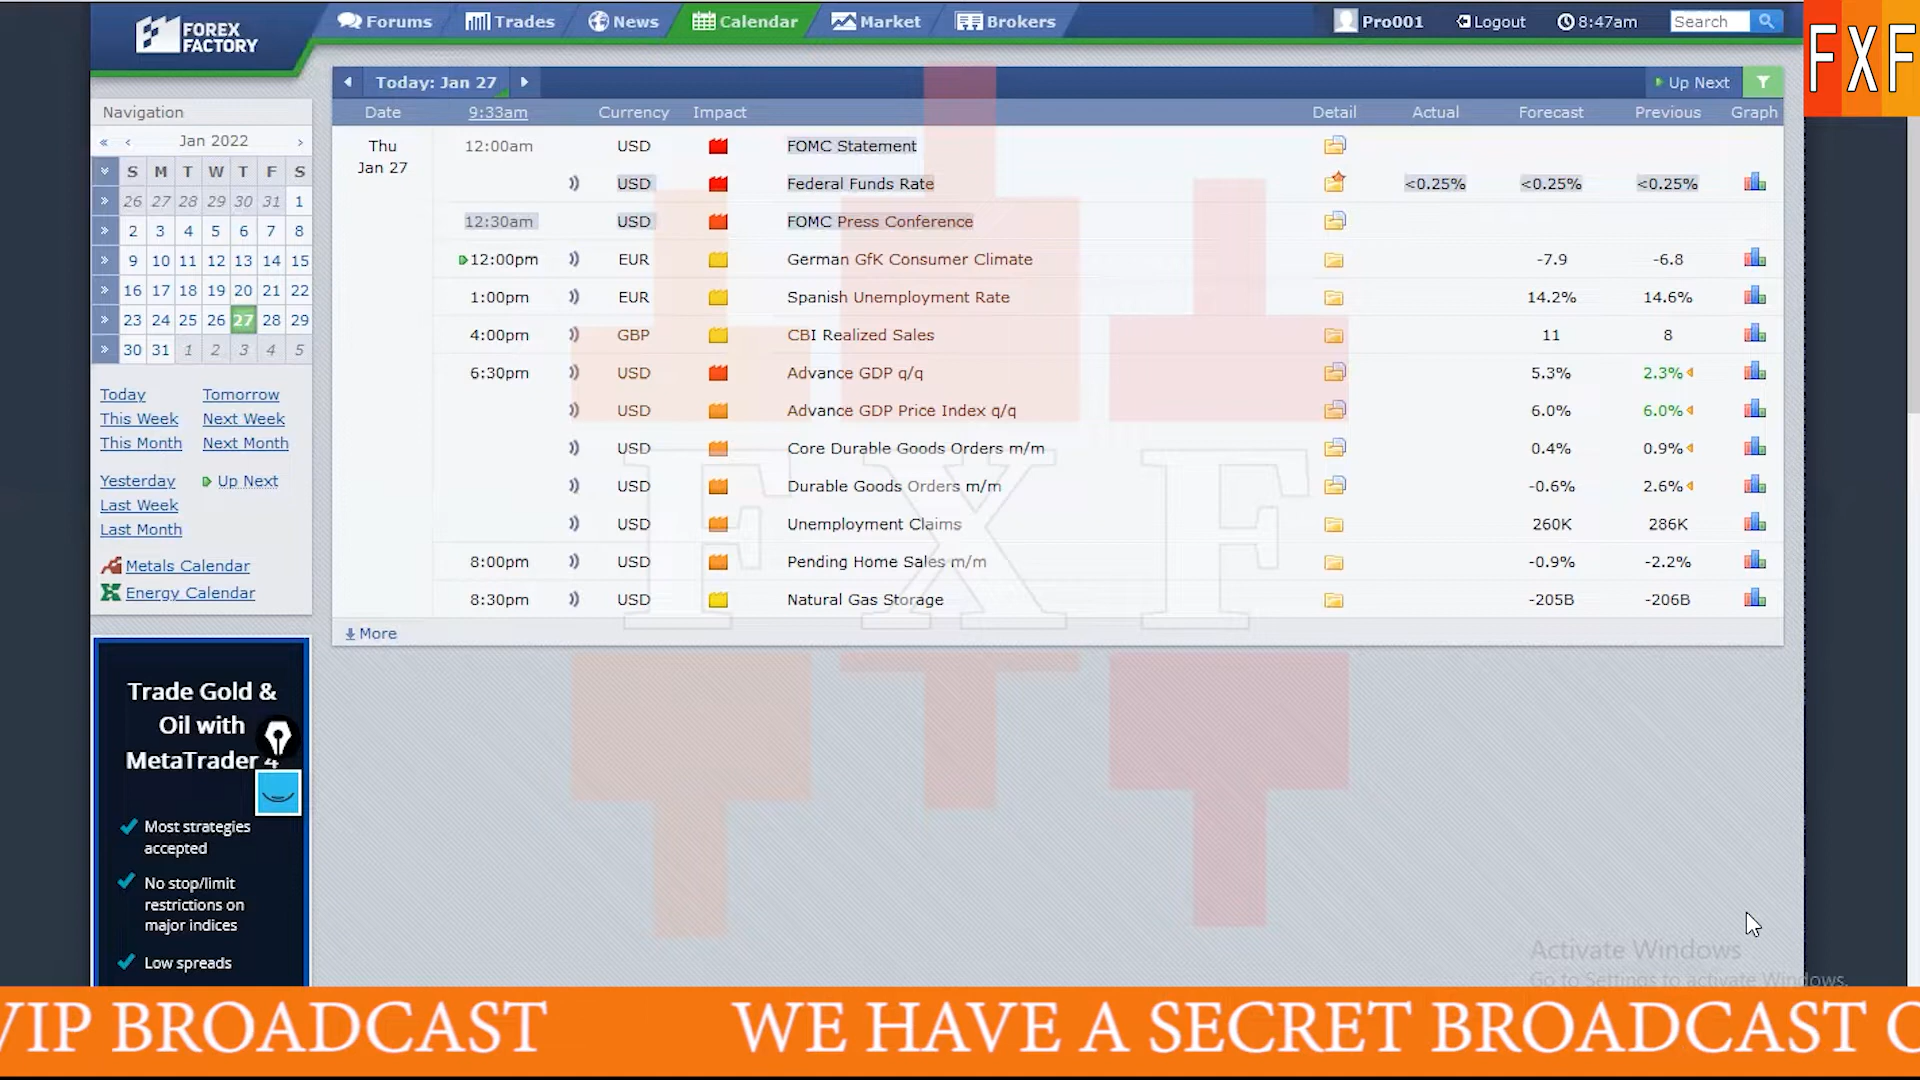 FOREX
FACTORY
Forums Trades News Calendar Market Brokers Pro001 Logout 8:47am Search
FXF
Navigation
« ‹ Jan 2022 ›
S M T W T F S
26 27 28 29 30 31 1
2 3 4 5 6 7 8
9 10 11 12 13 14 15
16 17 18 19 20 21 22
23 24 25 26 27 28 29
30 31 1 2 3 4 5
Today Tomorrow
This Week Next Week
This Month Next Month
Yesterday Up Next
Last Week
Last Month
Metals Calendar
Energy Calendar
Trade Gold &
Oil with
MetaTrader 4
Most strategies
accepted
No stop/limit
restrictions on
major indices
Low spreads
Today: Jan 27 Up Next
Date 9:33am Currency Impact Detail Actual Forecast Previous Graph
Thu 12:00am USD FOMC Statement
Jan 27
USD Federal Funds Rate <0.25% <0.25% <0.25%
12:30am USD FOMC Press Conference
12:00pm EUR German GfK Consumer Climate -7.9 -6.8
1:00pm EUR Spanish Unemployment Rate 14.2% 14.6%
4:00pm GBP CBI Realized Sales 11 8
6:30pm USD Advance GDP q/q 5.3% 2.3%
USD Advance GDP Price Index q/q 6.0% 6.0%
USD Core Durable Goods Orders m/m 0.4% 0.9%
USD Durable Goods Orders m/m -0.6% 2.6%
USD Unemployment Claims 260K 286K
8:00pm USD Pending Home Sales m/m -0.9% -2.2%
8:30pm USD Natural Gas Storage -205B -206B
More
F X F
Activate Windows
Go to Settings to activate Windows.
VIP BROADCAST WE HAVE A SECRET BROADCAST